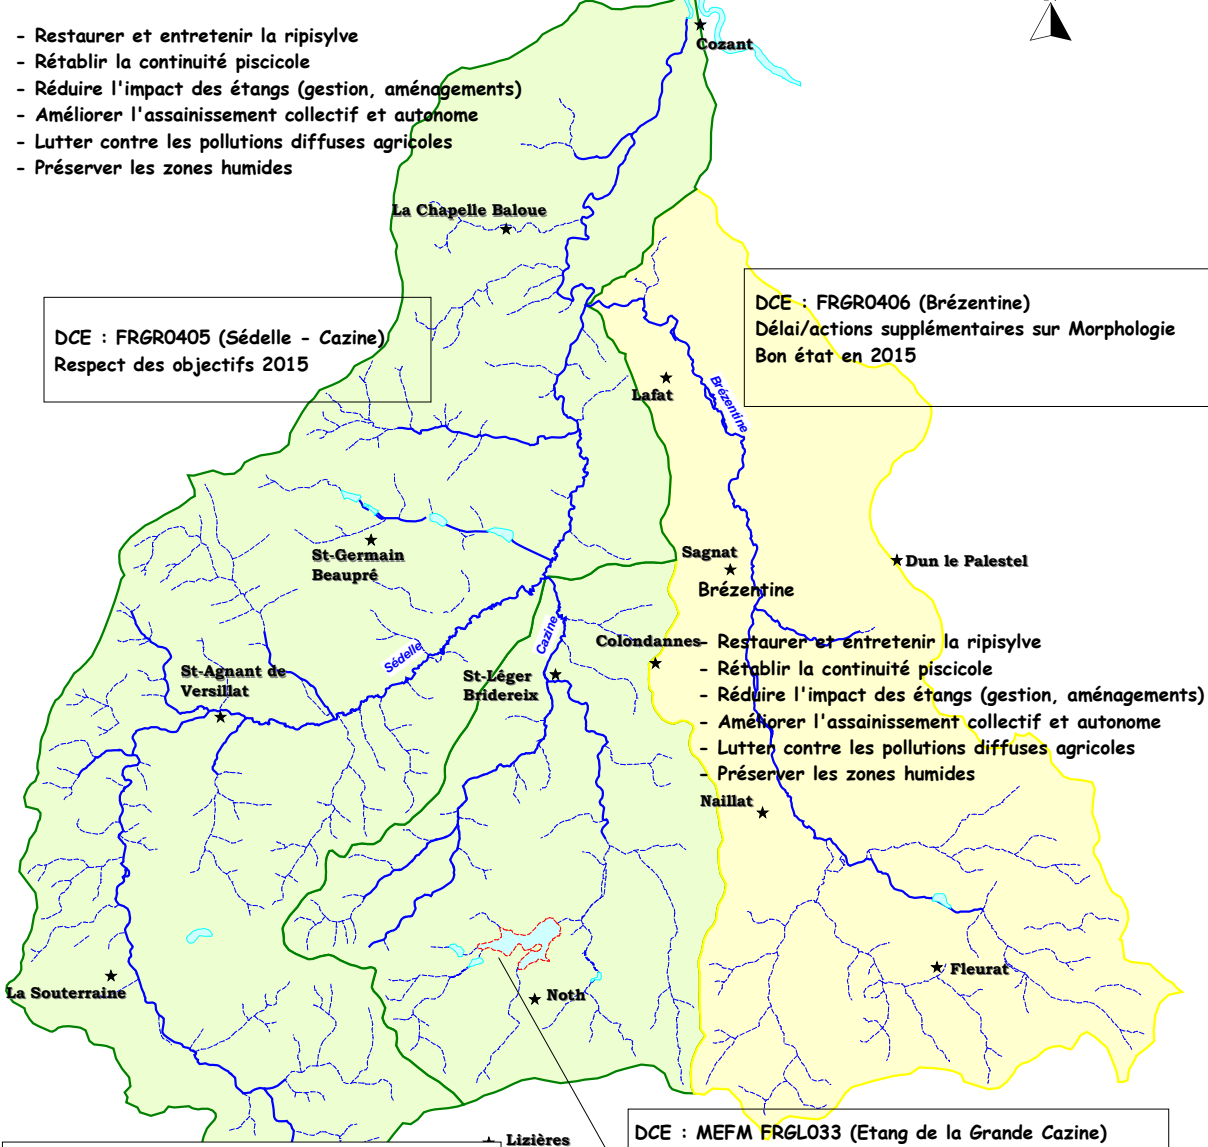 - Restaurer et entretenir la ripisylve
- Rétablir la continuité piscicole
- Réduire l'impact des étangs (gestion, aménagements)
- Améliorer l'assainissement collectif et autonome
- Lutter contre les pollutions diffuses agricoles
- Préserver les zones humides
Cozant
La Chapelle Baloue
DCE : FRGR0405 (Sédelle - Cazine)
Respect des objectifs 2015
DCE : FRGR0406 (Brézentine)
Délai/actions supplémentaires sur Morphologie
Bon état en 2015
Lafat
Brézentine
St-Germain
Beaupré
Sagnat
Dun le Palestel
Brézentine
Sédelle
Cazine
Colondannes
- Restaurer et entretenir la ripisylve
- Rétablir la continuité piscicole
- Réduire l'impact des étangs (gestion, aménagements)
- Améliorer l'assainissement collectif et autonome
- Lutter contre les pollutions diffuses agricoles
- Préserver les zones humides
St-Agnant de
Versillat
St-Léger
Bridereix
Naillat
La Souterraine
Noth
Fleurat
Lizières
DCE : MEFM FRGL033 (Etang de la Grande Cazine)